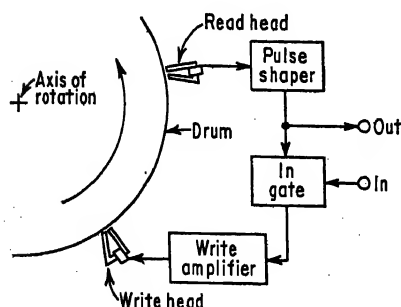 Read head
Pulse
shaper
Axis of
rotation
Drum
Out
In
gate
In
Write
amplifier
Write head